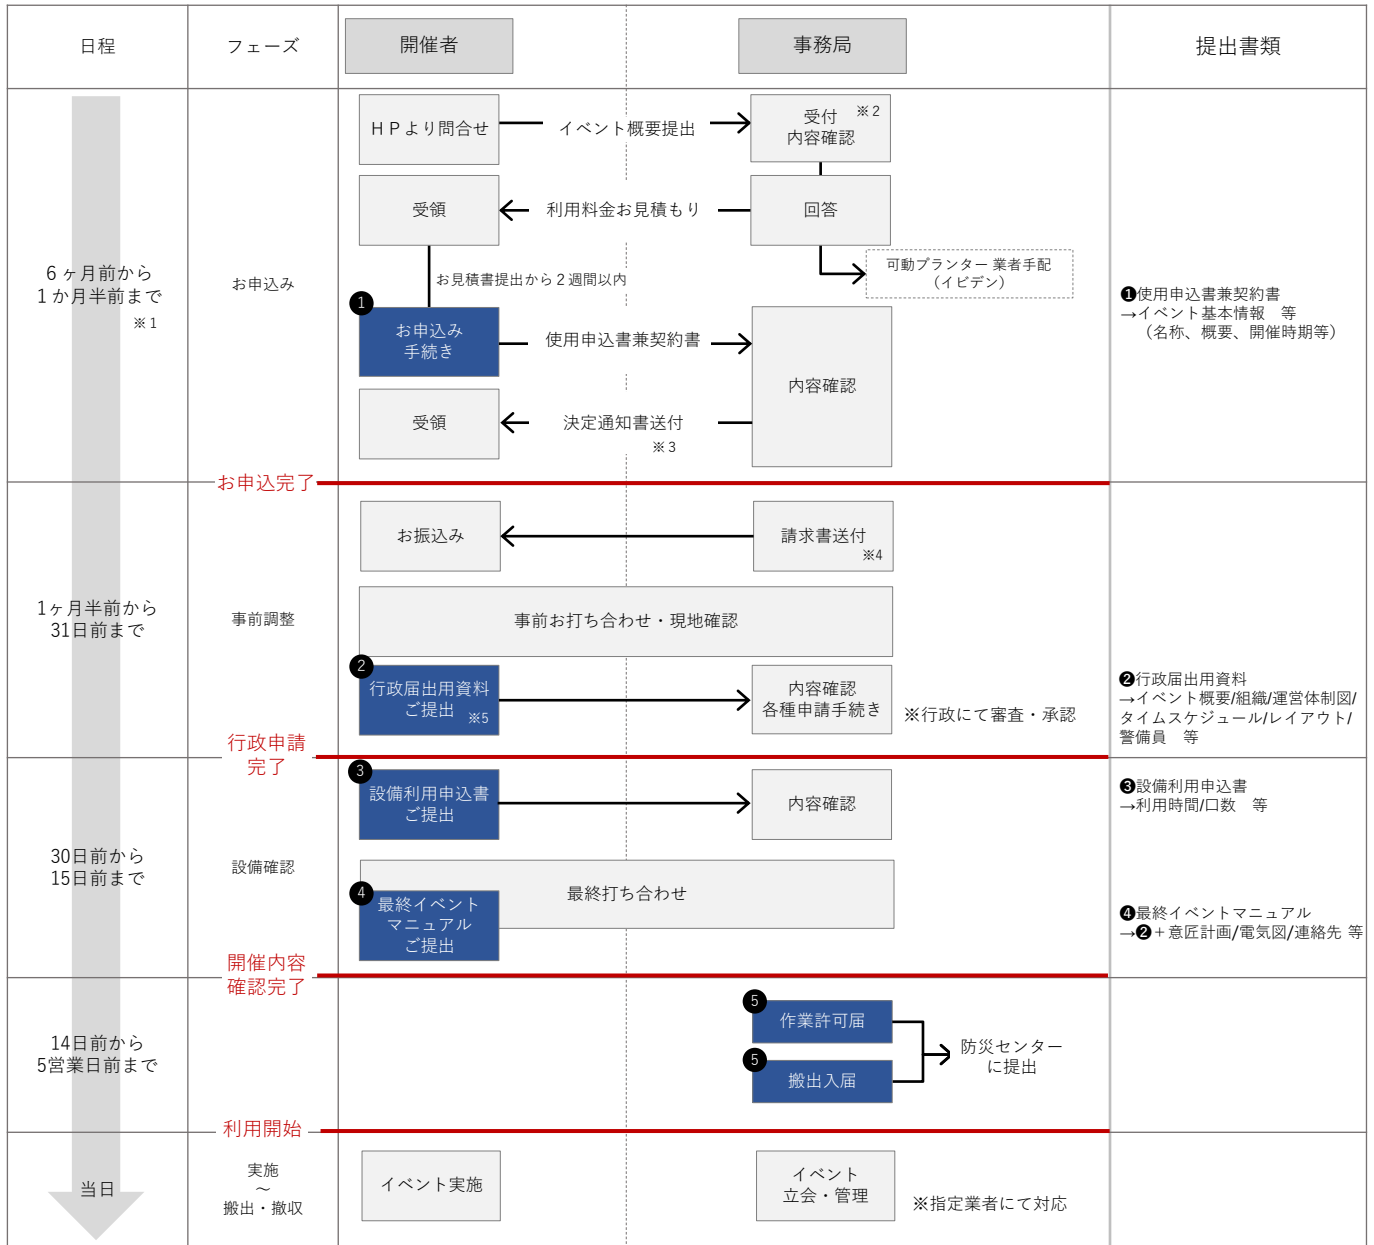 日程
フェーズ
開催者
事務局
提出書類
6ヶ月前から
1か月半前まで
※1
お申込み
HPより問合せ
イベント概要提出
受付 ※2
内容確認
受領
利用料金お見積もり
回答
お見積書提出から2週間以内
可動プランター 業者手配
(イビデン)
❶
お申込み
手続き
使用申込書兼契約書
内容確認
受領
決定通知書送付
※3
❶使用申込書兼契約書
→イベント基本情報 等
(名称、概要、開催時期等)
お申込完了
1ヶ月半前から
31日前まで
事前調整
お振込み
請求書送付
※4
事前お打ち合わせ・現地確認
❷
行政届出用資料
ご提出 ※5
内容確認
各種申請手続き
※行政にて審査・承認
❷行政届出用資料
→イベント概要/組織/運営体制図/
タイムスケジュール/レイアウト/
警備員 等
行政申請
完了
30日前から
15日前まで
設備確認
❸
設備利用申込書
ご提出
内容確認
❸設備利用申込書
→利用時間/口数 等
最終打ち合わせ
❹
最終イベント
マニュアル
ご提出
❹最終イベントマニュアル
→❷+意匠計画/電気図/連絡先 等
開催内容
確認完了
14日前から
5営業日前まで
❺
作業許可届
❺
搬出入届
防災センター
に提出
利用開始
当日
実施
~
搬出・撤収
イベント実施
イベント
立会・管理
※指定業者にて対応